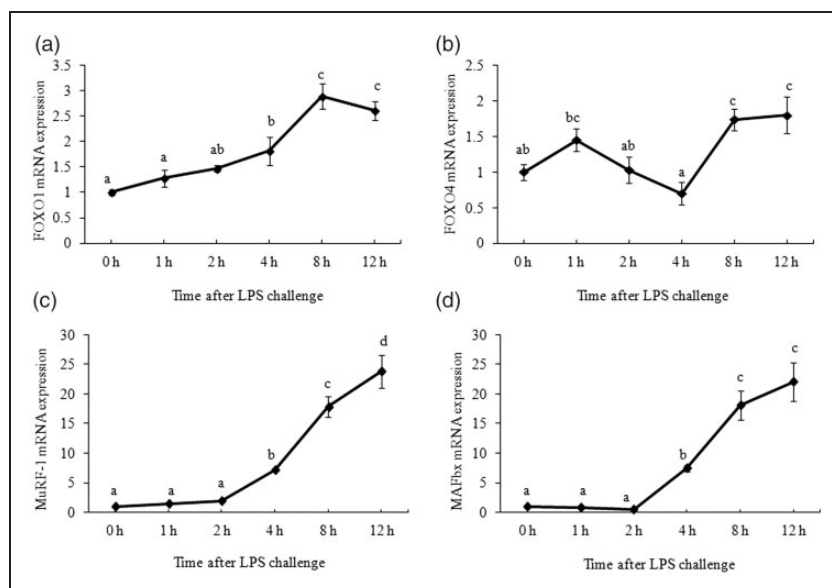 (a)
FOXO1 mRNA expression
3.5
3
2.5
2
1.5
1
0.5
0
a
a
ab
b
c
c
0 h 1 h 2 h 4 h 8 h 12 h
Time after LPS challenge
(b)
FOXO4 mRNA expression
2.5
2
1.5
1
0.5
0
ab
bc
ab
a
c
c
0 h 1 h 2 h 4 h 8 h 12 h
Time after LPS challenge
(c)
MuRF-1 mRNA expression
30
25
20
15
10
5
0
a
a
a
b
c
d
0 h 1 h 2 h 4 h 8 h 12 h
Time after LPS challenge
(d)
MAFbx mRNA expression
30
25
20
15
10
5
0
a
a
a
b
c
c
0 h 1 h 2 h 4 h 8 h 12 h
Time after LPS challenge